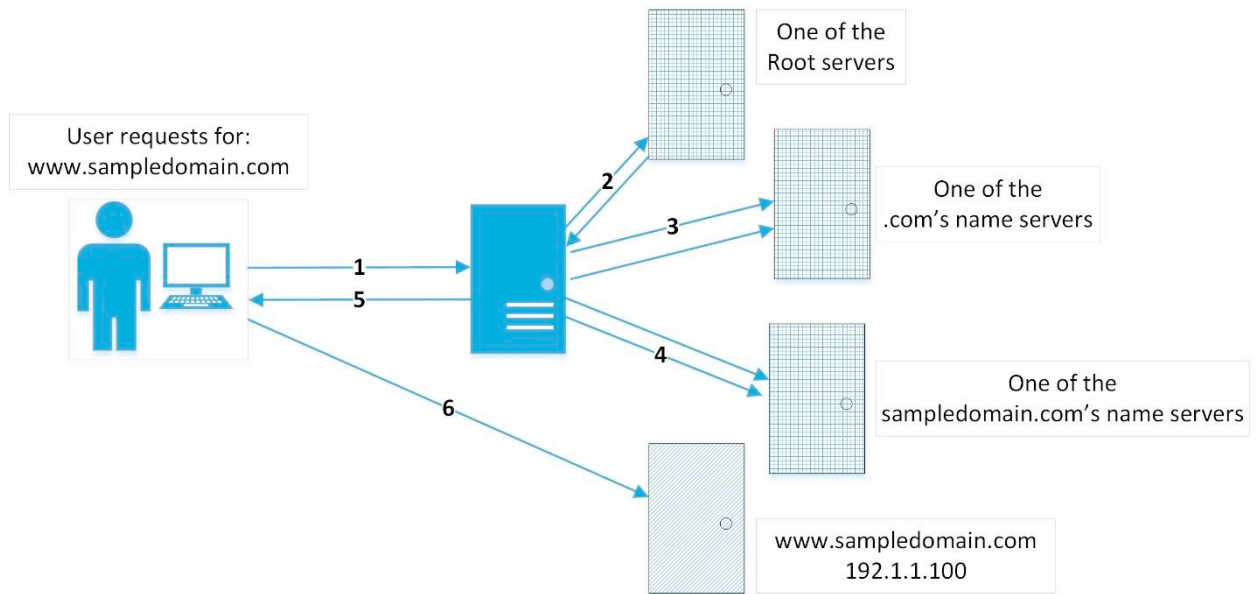 One of the
Root servers
User requests for:
www.sampledomain.com
2
One of the
.com's name servers
3
1
5
4
One of the
sampledomain.com's name servers
6
www.sampledomain.com
192.1.1.100